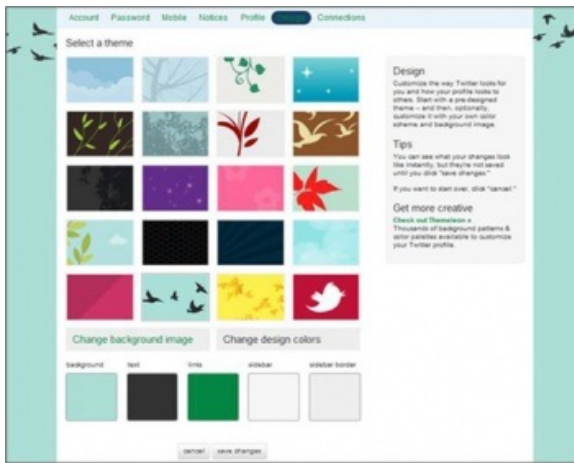 Account Password Mobile Notices Profile Design Connections
Select a theme
Design
Customize the way Twitter looks for
you and how your profile looks to
others. Start with a pre-designed
theme – and then, optionally,
customize it with your own color
scheme and background image.
Tips
You can see what your changes look
like instantly, but they're not saved
until you click "save changes."
If you want to start over, click "cancel."
Get more creative
Check out Themeleon »
Thousands of background patterns &
color palettes available to customize
your Twitter profile.
Change background image Change design colors
background text links sidebar sidebar border
cancel save changes